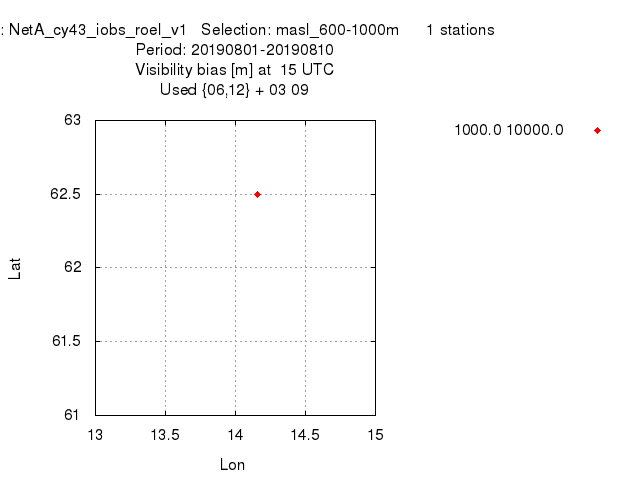 : NetA_cy43_iobs_roel_v1 Selection: masl_600-1000m 1 stations
Period: 20190801-20190810
Visibility bias [m] at 15 UTC
Used {06,12} + 03 09
1000.0 10000.0
63
62.5
62
61.5
61
Lat
13 13.5 14 14.5 15
Lon